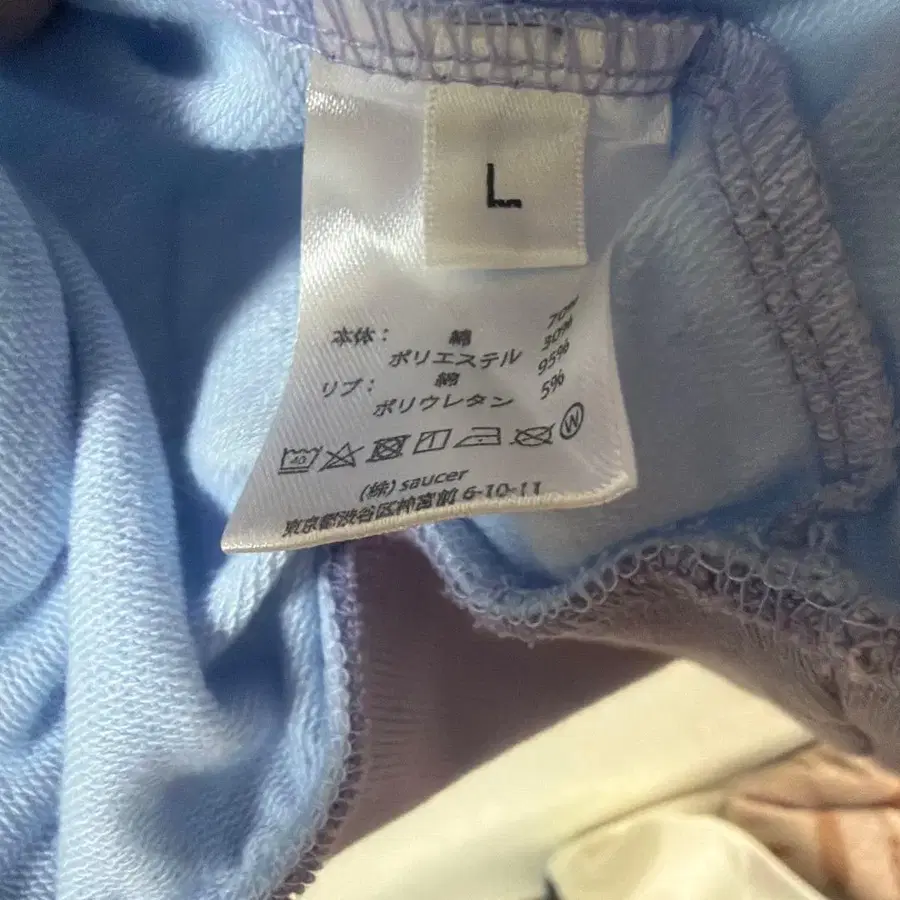 L
本体： 綿 70%
ポリエステル 30%
リブ： 綿 95%
ポリウレタン 5%
40 W
(株) saucer
東京都渋谷区神宮前 6-10-11